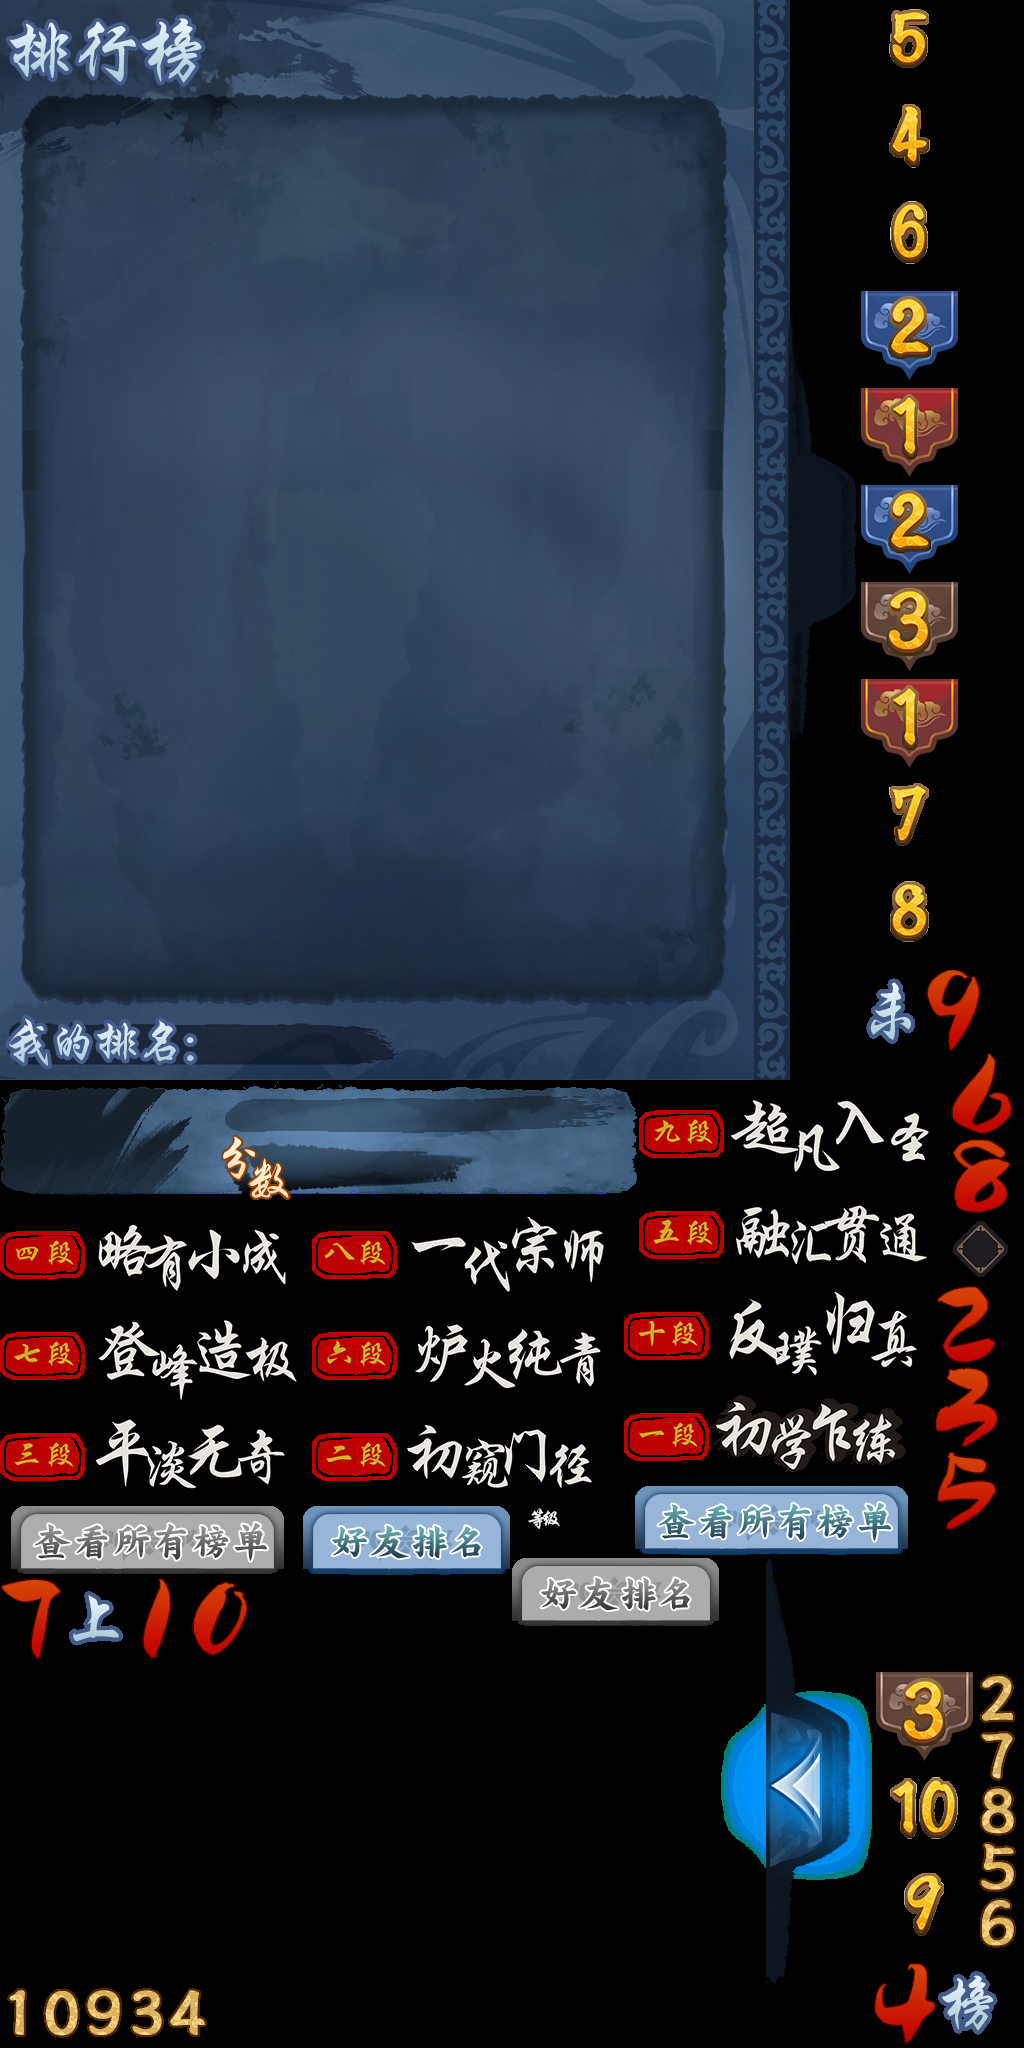 排行榜
5
4
6
2
1
2
3
1
7
8
未
9
我的排名：
6
8
分数
九段 超凡入圣
四段 略有小成
八段 一代宗师
五段 融汇贯通
2
七段 登峰造极
六段 炉火纯青
十段 反璞归真
3
三段 平淡无奇
二段 初窥门径
一段 初学乍练
5
查看所有榜单
好友排名
等级
查看所有榜单
好友排名
7
上
10
3
10
9
2
7
8
5
6
4
榜
10934